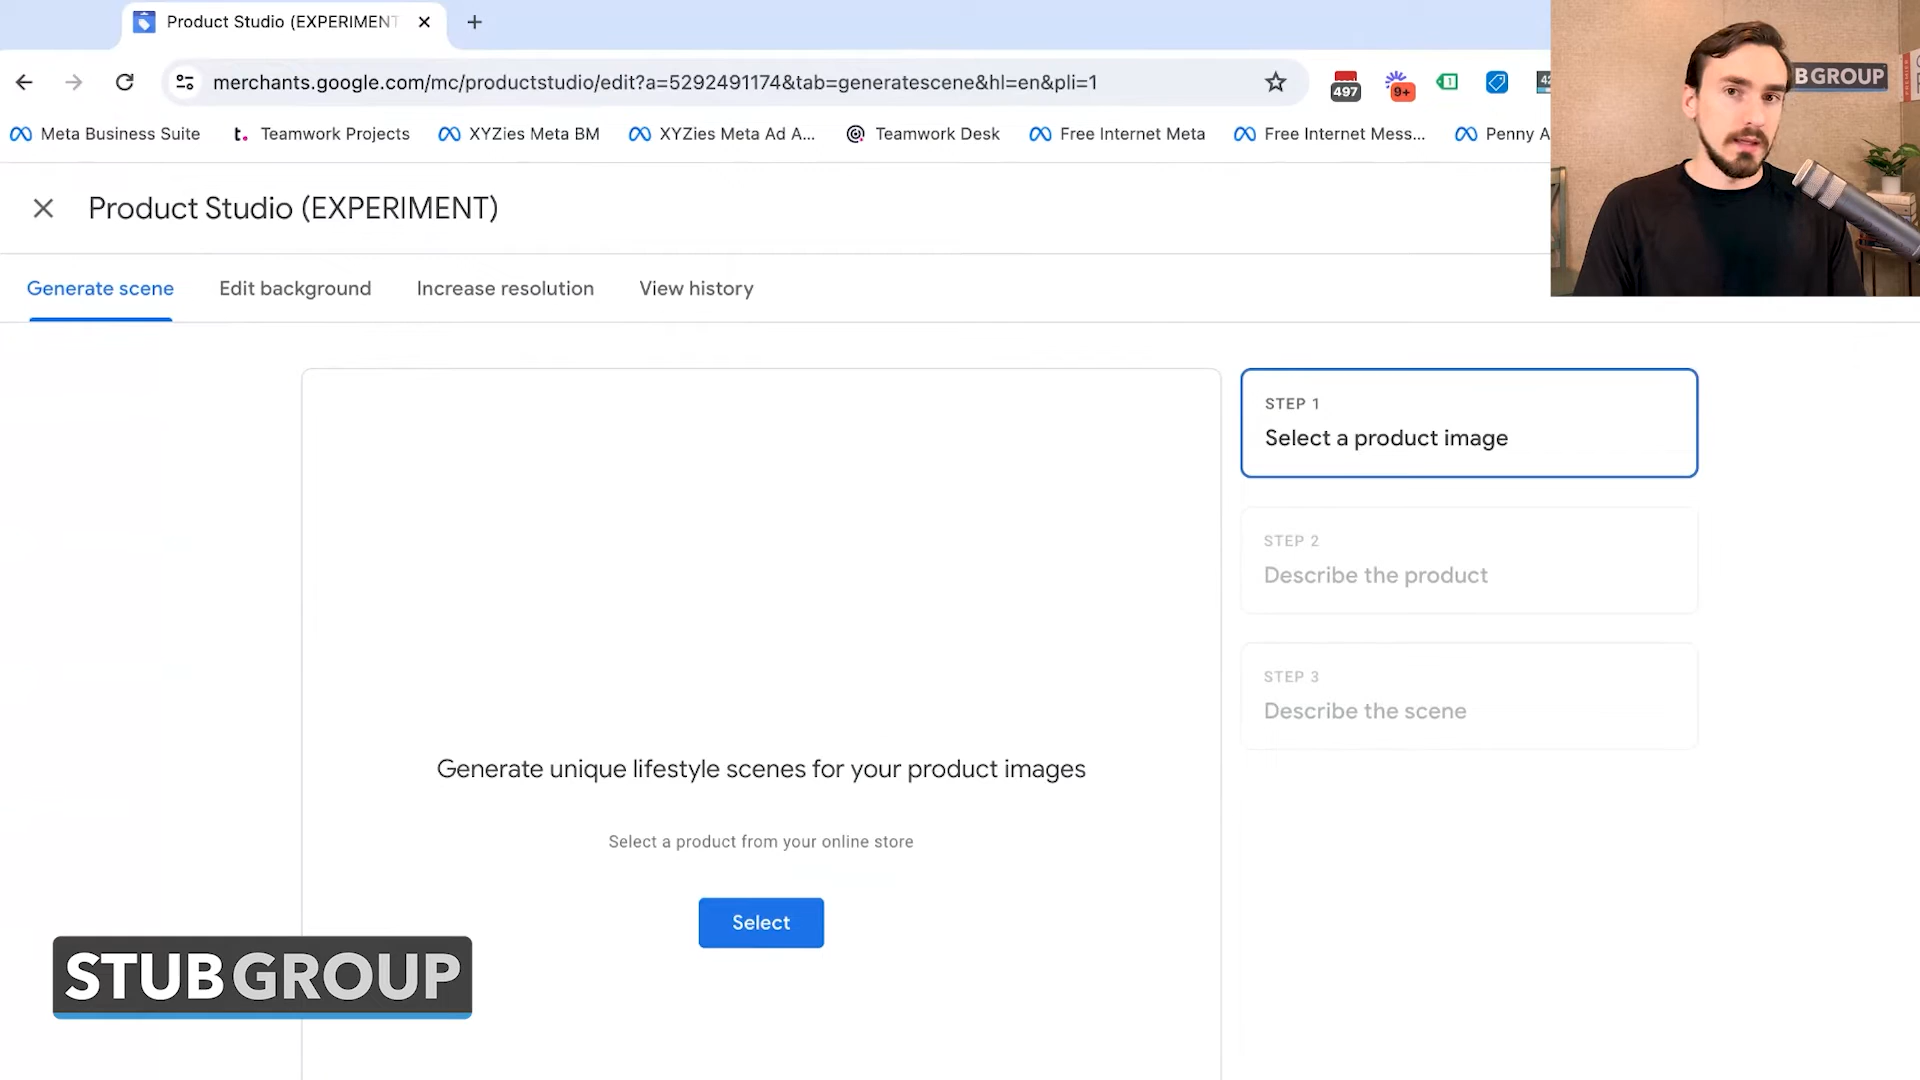 Product Studio (EXPERIMENT
merchants.google.com/mc/productstudio/edit?a=5292491174&tab=generatescene&hl=en&pli=1
497
9+
1
42
Meta Business Suite
t. Teamwork Projects
XYZies Meta BM
XYZies Meta Ad A...
Teamwork Desk
Free Internet Meta
Free Internet Mess...
Penny A
B GROUP
Product Studio (EXPERIMENT)
Generate scene
Edit background
Increase resolution
View history
STEP 1
Select a product image
STEP 2
Describe the product
STEP 3
Describe the scene
Generate unique lifestyle scenes for your product images
Select a product from your online store
Select
STUBGROUP